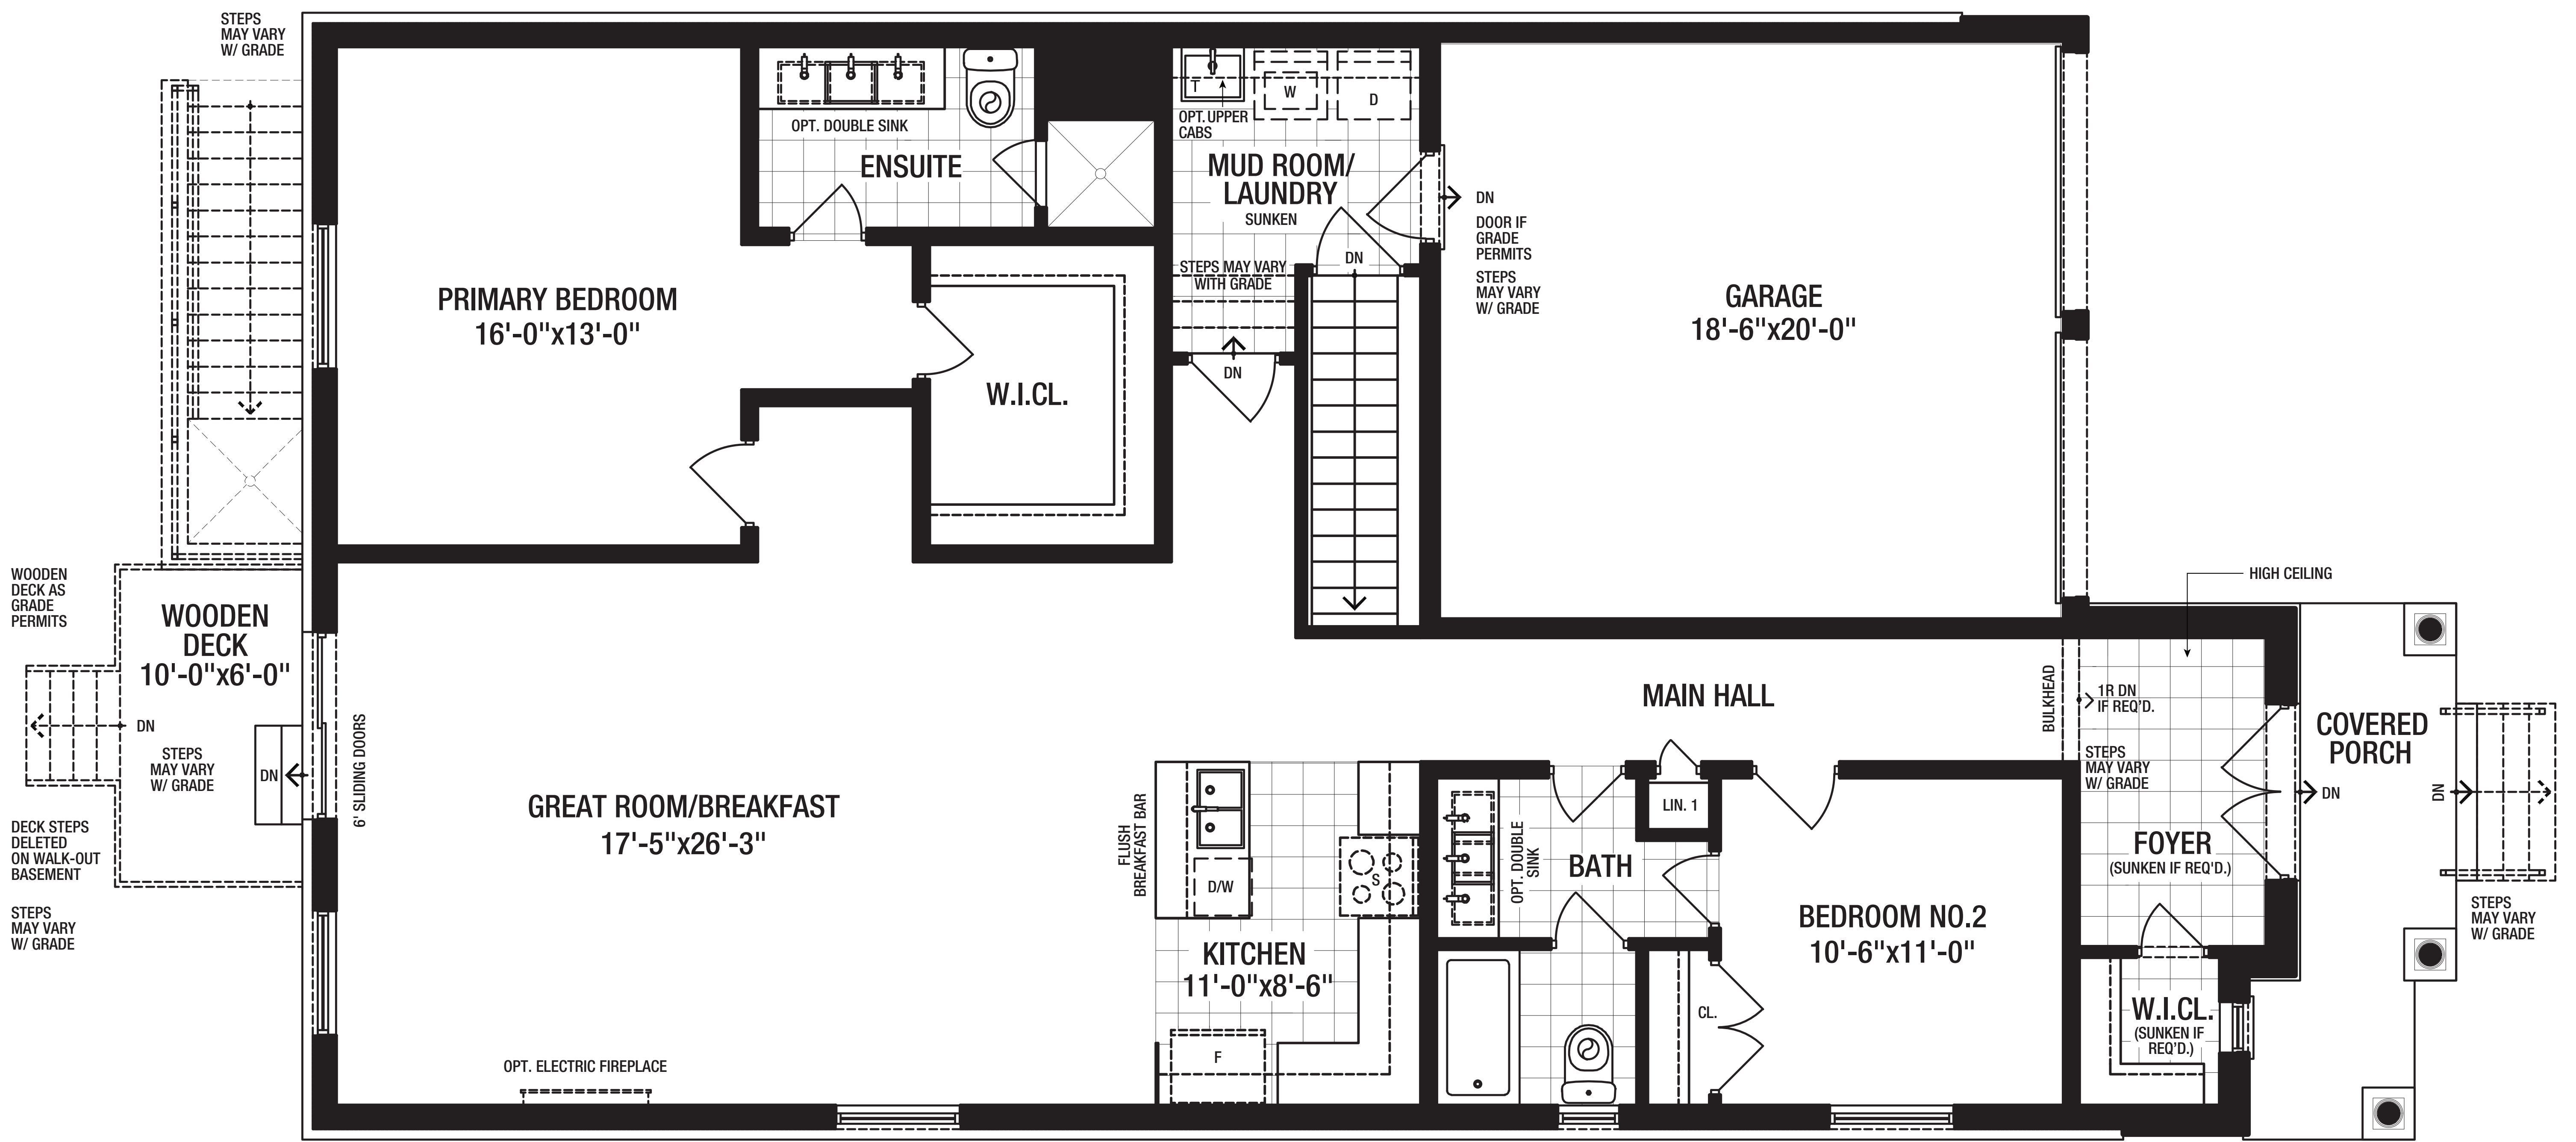 STEPS
MAY VARY
W/ GRADE
OPT. DOUBLE SINK
ENSUITE
T
W
D
OPT. UPPER
CABS
MUD ROOM/
LAUNDRY
SUNKEN
DN
STEPS MAY VARY
WITH GRADE
DN
DN
DOOR IF
GRADE
PERMITS
STEPS
MAY VARY
W/ GRADE
PRIMARY BEDROOM
16'-0"x13'-0"
W.I.CL.
GARAGE
18'-6"x20'-0"
HIGH CEILING
WOODEN
DECK AS
GRADE
PERMITS
WOODEN
DECK
10'-0"x6'-0"
DN
STEPS
MAY VARY
W/ GRADE
DN
6' SLIDING DOORS
DECK STEPS
DELETED
ON WALK-OUT
BASEMENT
STEPS
MAY VARY
W/ GRADE
GREAT ROOM/BREAKFAST
17'-5"x26'-3"
OPT. ELECTRIC FIREPLACE
FLUSH
BREAKFAST BAR
D/W
S
KITCHEN
11'-0"x8'-6"
F
MAIN HALL
LIN. 1
OPT. DOUBLE
SINK
BATH
CL.
BEDROOM NO.2
10'-6"x11'-0"
BULKHEAD
1R DN
IF REQ'D.
STEPS
MAY VARY
W/ GRADE
FOYER
(SUNKEN IF REQ'D.)
DN
W.I.CL.
(SUNKEN IF
REQ'D.)
COVERED
PORCH
DN
STEPS
MAY VARY
W/ GRADE